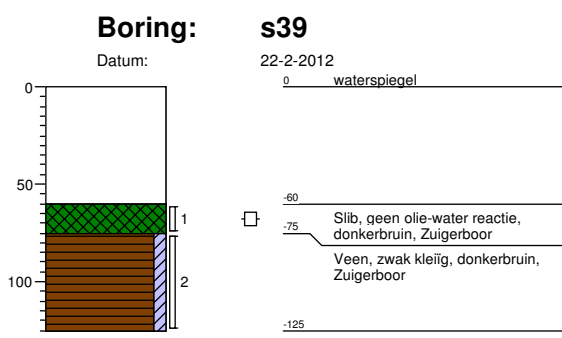 Boring: s39
Datum: 22-2-2012
0
50
100
1
2
0 waterspiegel
-60
Slib, geen olie-water reactie,
-75
donkerbruin, Zuigerboor
Veen, zwak kleiïg, donkerbruin,
Zuigerboor
-125